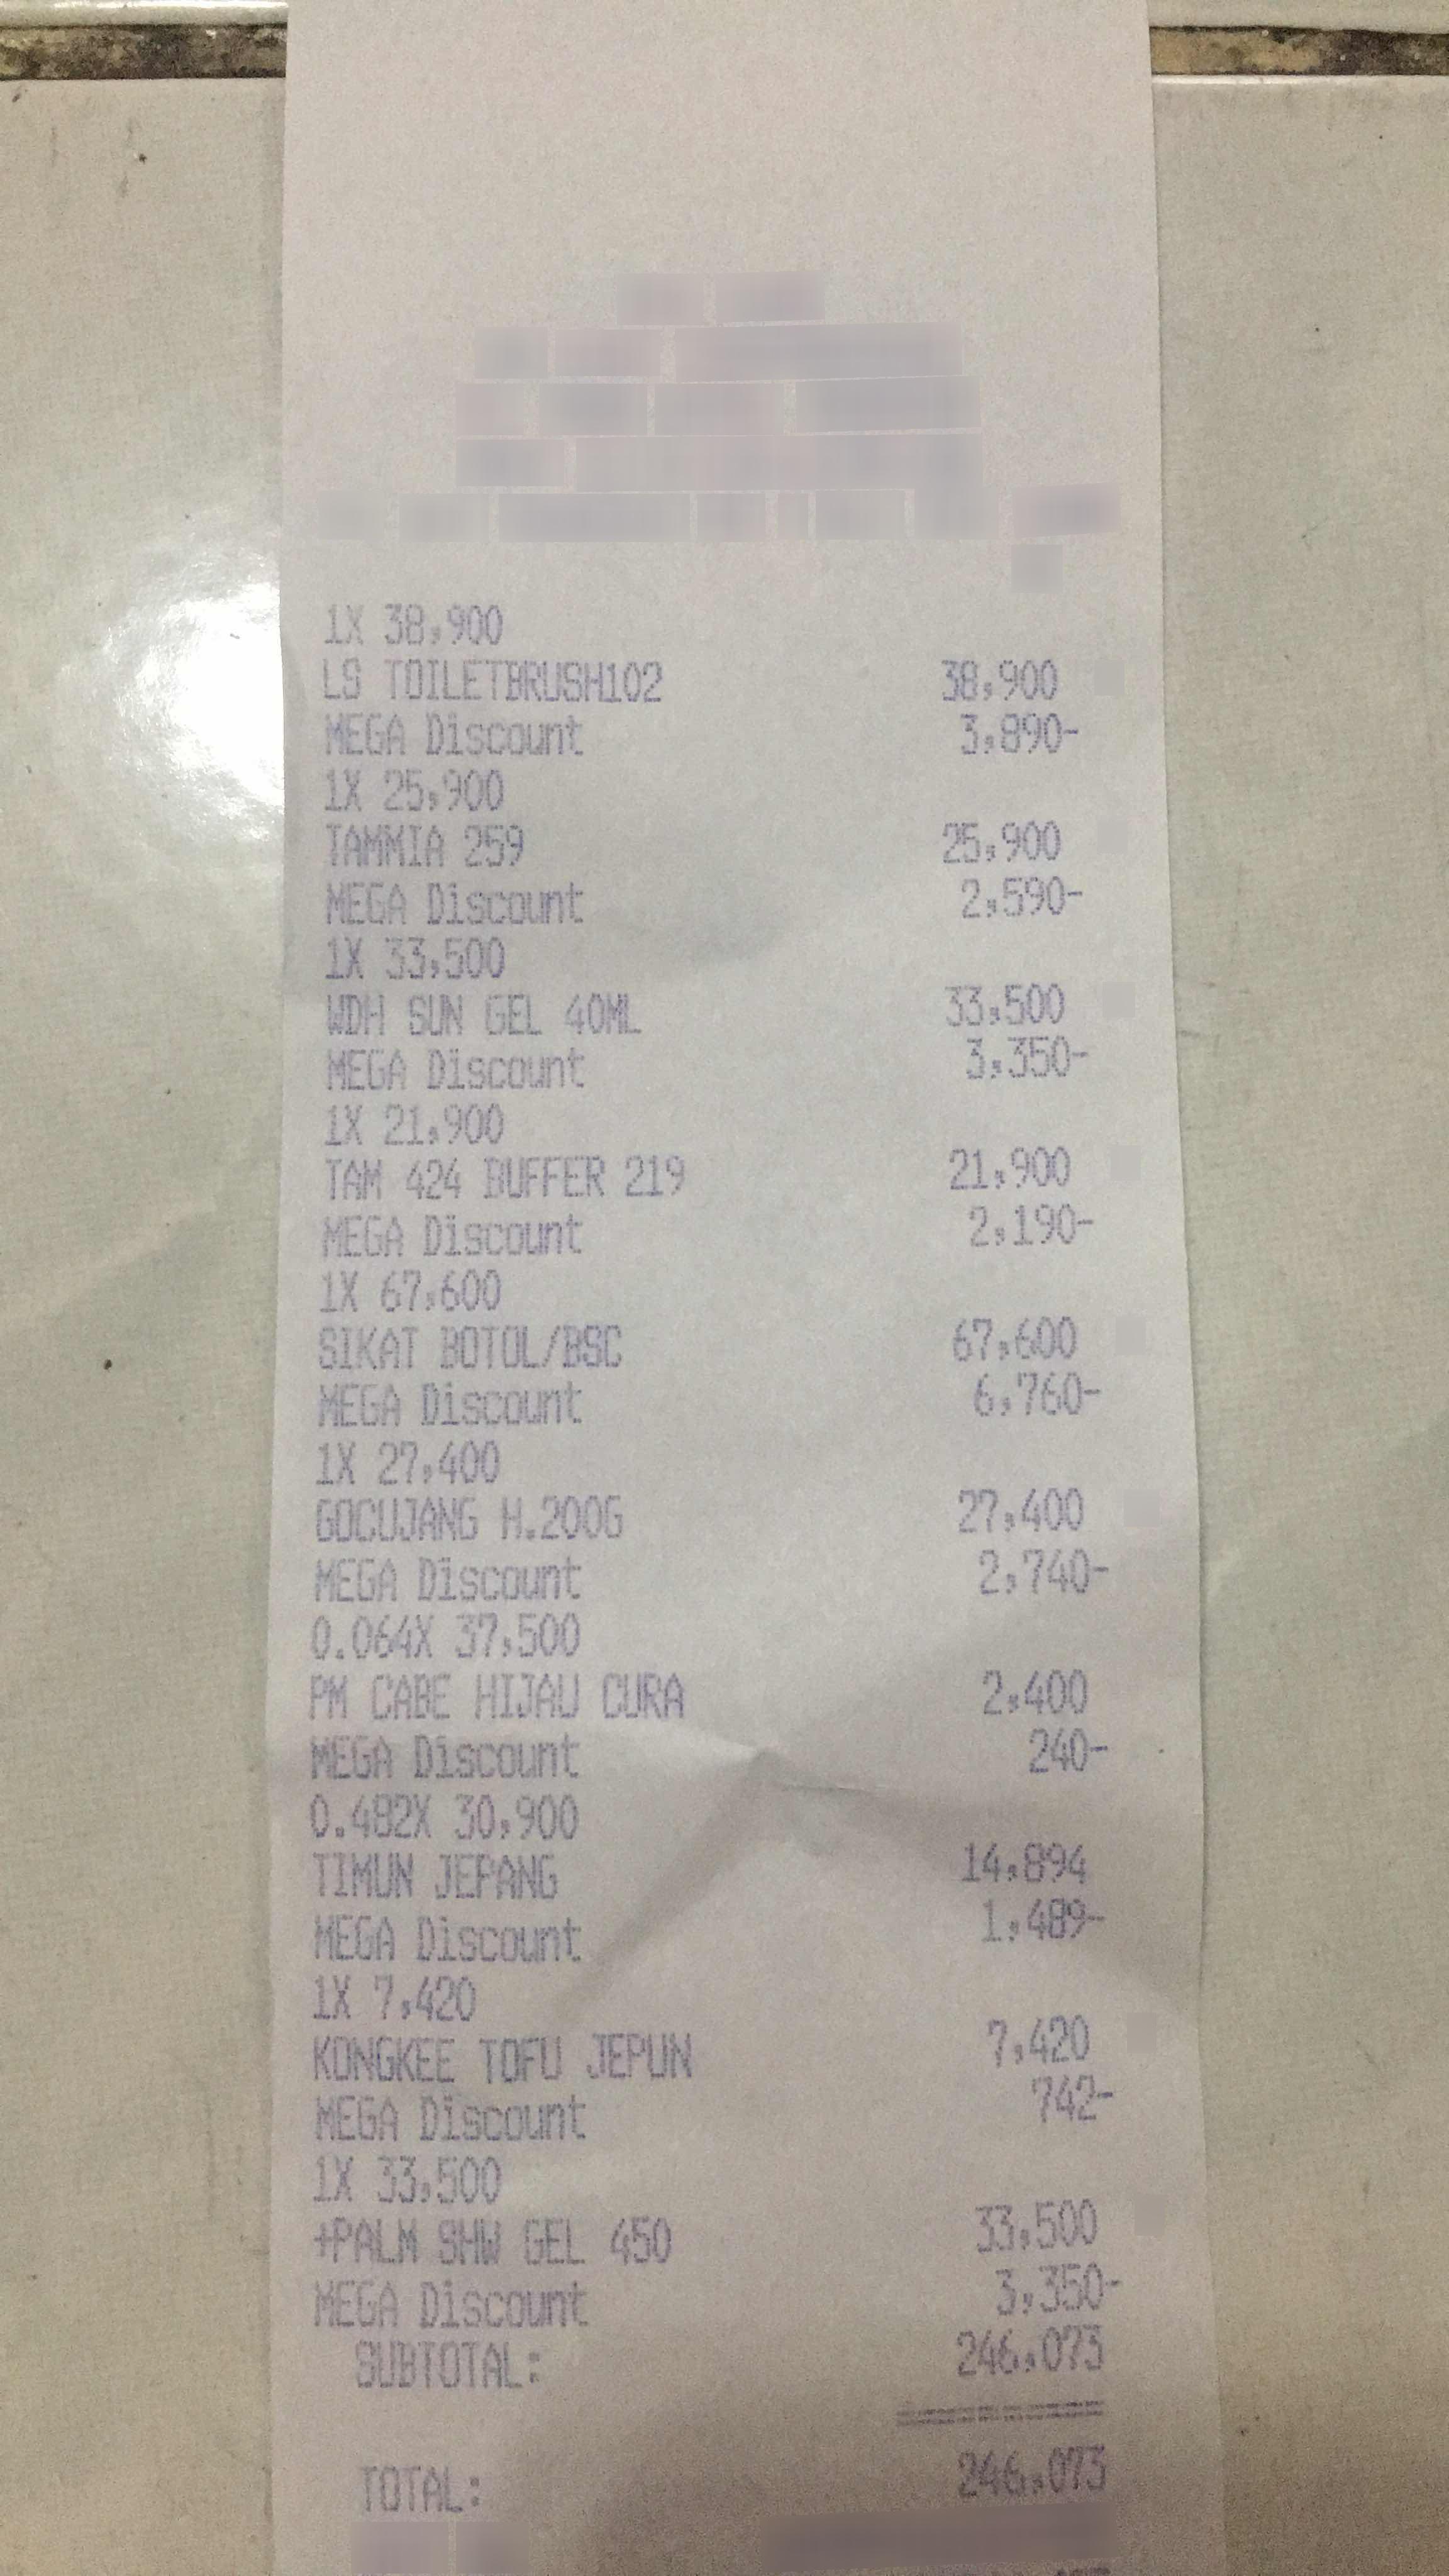 1X 38,900
LS TOILETBRUSH102 38,900
MEGA Discount 3,890-
1X 25,900
TAMMIA 259 25,900
MEGA Discount 2,590-
1X 33,500
WDH SUN GEL 40ML 33,500
MEGA Discount 3,350-
1X 21,900
TAM 424 BUFFER 219 21,900
MEGA Discount 2,190-
1X 67,600
SIKAT BOTOL/BSC 67,600
MEGA Discount 6,760-
1X 27,400
GOCUJANG H.200G 27,400
MEGA Discount 2,740-
0.064X 37,500
PM CABE HIJAU CURA 2,400
MEGA Discount 240-
0.482X 30,900
TIMUN JEPANG 14,894
MEGA Discount 1,489-
1X 7,420
KONGKEE TOFU JEPUN 7,420
MEGA Discount 742-
1X 33,500
+PALM SHW GEL 450 33,500
MEGA Discount 3,350-
SUBTOTAL: 246,073
TOTAL: 246,073